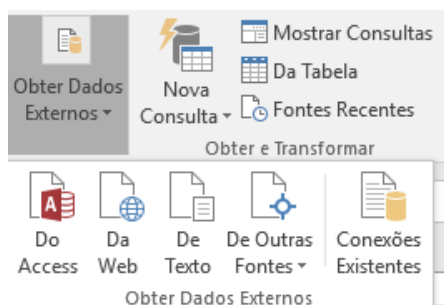 Obter Dados
Externos
Nova
Consulta
Mostrar Consultas
Da Tabela
Fontes Recentes
Obter e Transformar
Do
Access
Da
Web
De
Texto
De Outras
Fontes
Conexões
Existentes
Obter Dados Externos